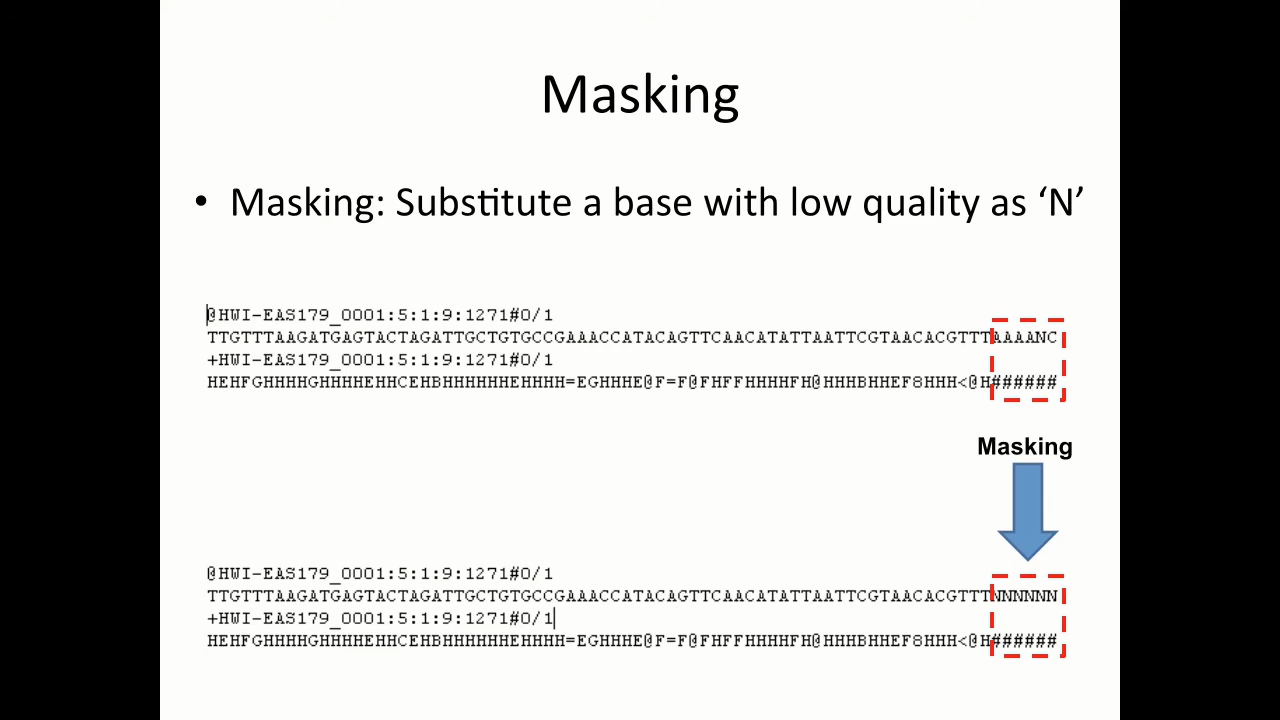 Masking
• Masking: Substitute a base with low quality as ‘N’
@HWI-EAS179_0001:5:1:9:1271#0/1
TTGTTTAAGATGAGTACTAGATTGCTGTGCCGAAACCATACAGTTCAACATATTAATTCGTAACACGTTTAAAANC
+HWI-EAS179_0001:5:1:9:1271#0/1
HEHFGHHHHGHHHHEHHCEHBHHHHHHEHHHH=EGHHHE@F=F@FHFFHHHHFH@HHHBHHEF8HHH<@H######
Masking
@HWI-EAS179_0001:5:1:9:1271#0/1
TTGTTTAAGATGAGTACTAGATTGCTGTGCCGAAACCATACAGTTCAACATATTAATTCGTAACACGTTTNNNNNN
+HWI-EAS179_0001:5:1:9:1271#0/1
HEHFGHHHHGHHHHEHHCEHBHHHHHHEHHHH=EGHHHE@F=F@FHFFHHHHFH@HHHBHHEF8HHH<@H######